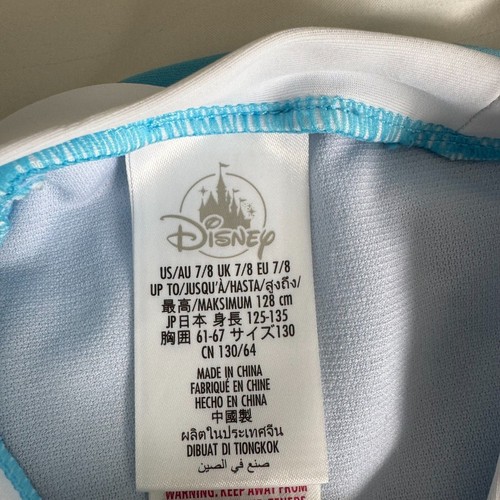 Disney
US/AU 7/8 UK 7/8 EU 7/8
UP TO/JUSQU'À/HASTA/สูงถึง/
最高/MAKSIMUM 128 cm
JP日本 身長 125-135
胸囲 61-67 サイズ130
CN 130/64
MADE IN CHINA
FABRIQUÉ EN CHINE
HECHO EN CHINA
中國製
ผลิตในประเทศจีน
DIBUAT DI TIONGKOK
صنع في الصين
WARNING: KEEP AWAY FROM